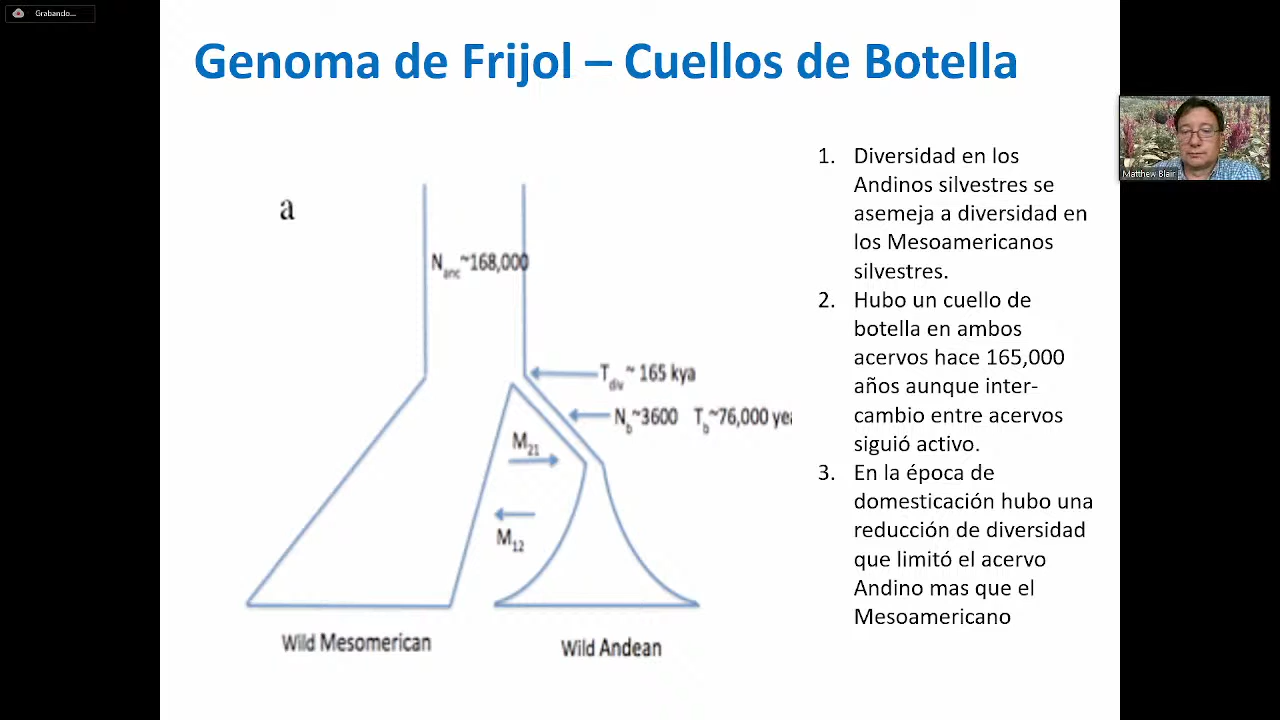 Grabando...
Genoma de Frijol – Cuellos de Botella
a
Nanc~168,000
Tdiv~ 165 kya
Nb~3600 Tb~76,000 yea
M21
M12
Wild Mesomerican
Wild Andean
1. Diversidad en los
Andinos silvestres se
asemeja a diversidad en
los Mesoamericanos
silvestres.
2. Hubo un cuello de
botella en ambos
acervos hace 165,000
años aunque inter-
cambio entre acervos
siguió activo.
3. En la época de
domesticación hubo una
reducción de diversidad
que limitó el acervo
Andino mas que el
Mesoamericano
Matthew Blair